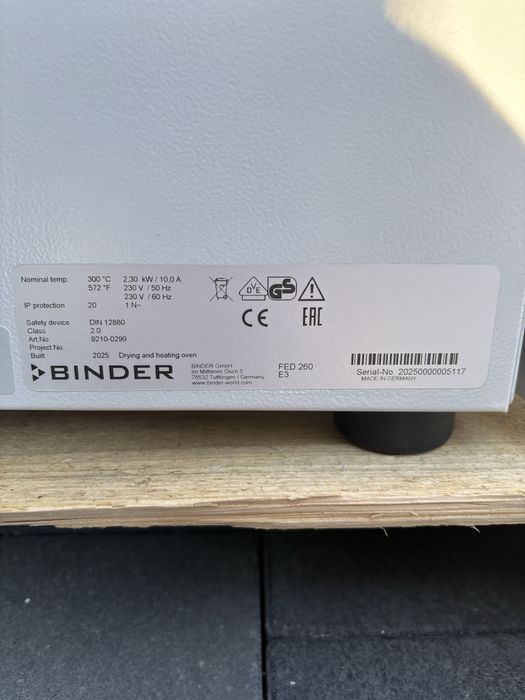 Nominal temp. 300 °C 2,30 kW / 10,0 A
572 °F 230 V / 50 Hz
230 V / 60 Hz
IP protection 20 1 N~
Safety device DIN 12880
Class 2.0
Art.No 9210-0299
Project No.
Built 2025 Drying and heating oven
BINDER
BINDER GmbH
Im Mittleren Ösch 5
78532 Tuttlingen / Germany
www.binder-world.com
FED 260
E3
VDE
GS
CE
EAC
Serial-No. 20250000005117
MADE IN GERMANY